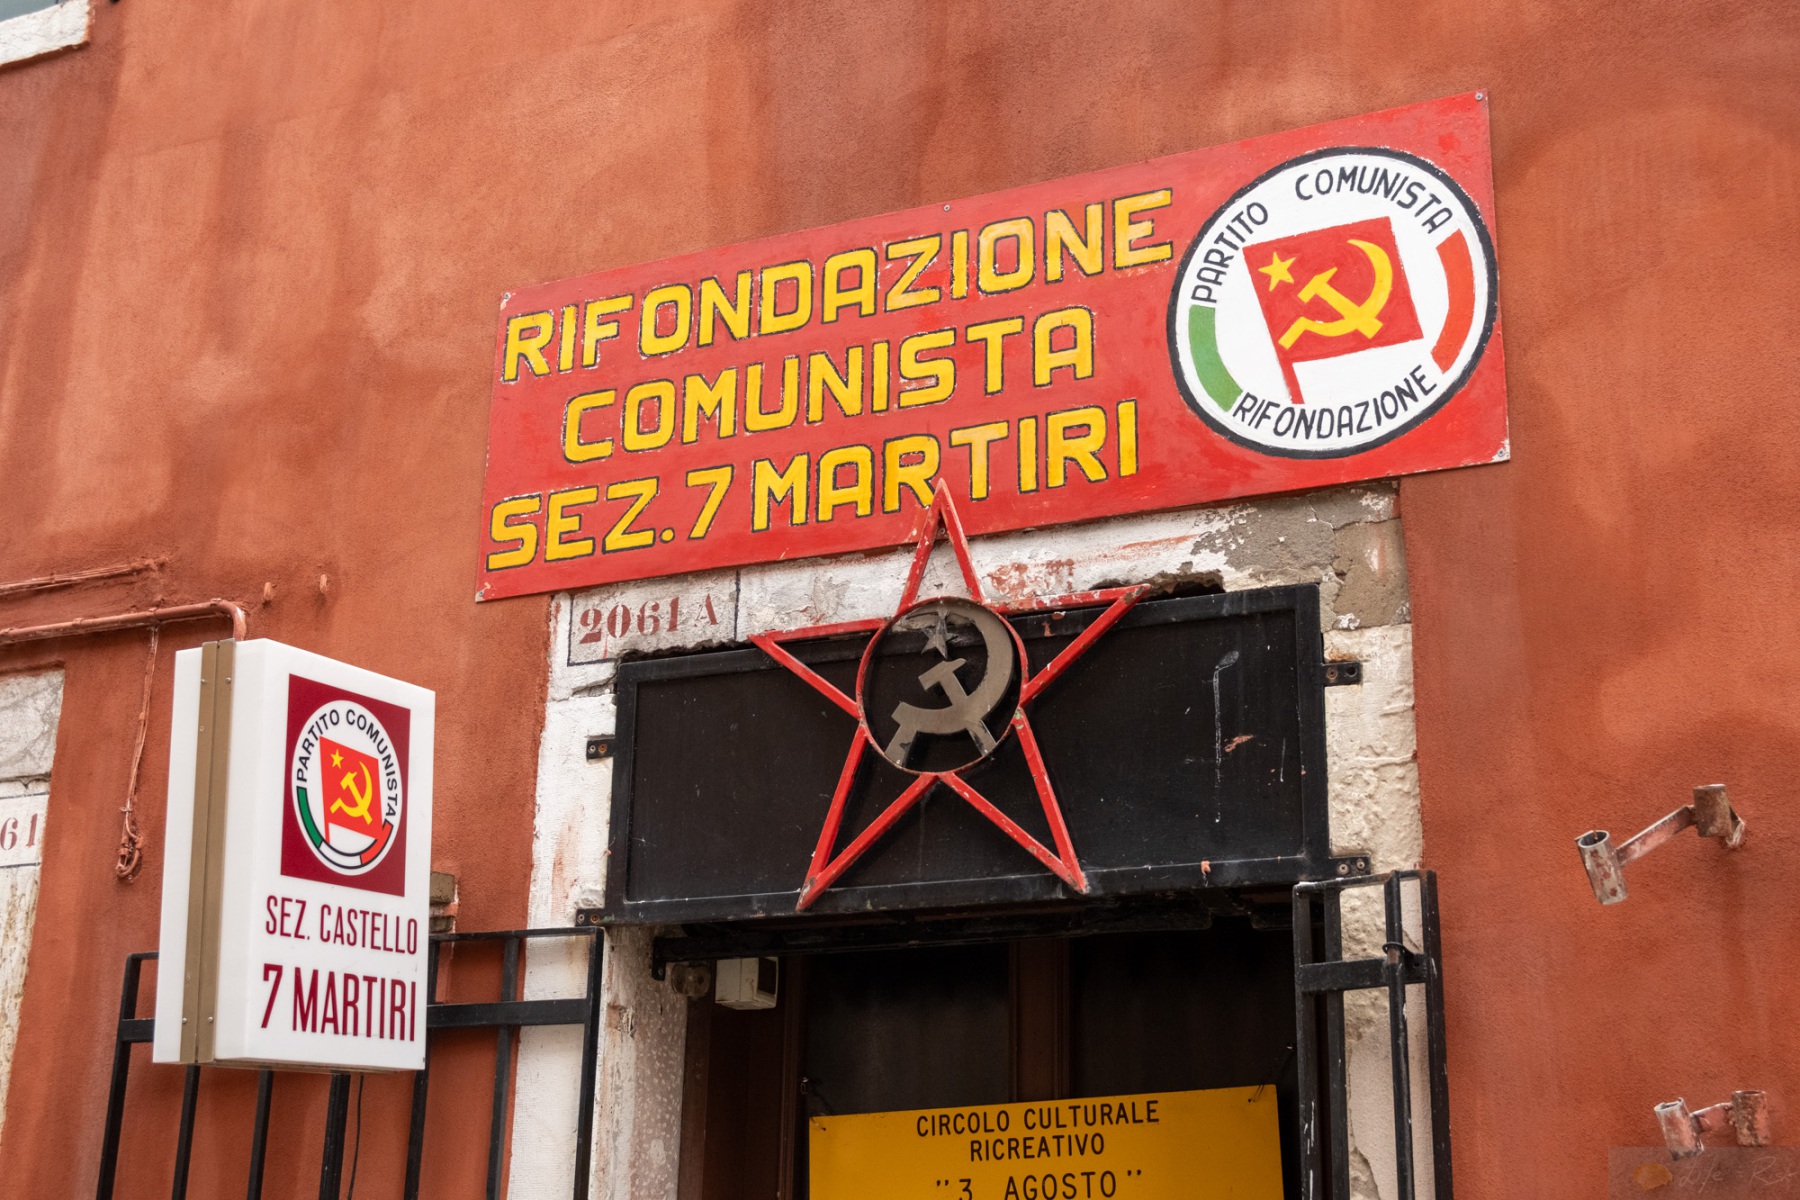 RIFONDAZIONE
COMUNISTA
SEZ. 7 MARTIRI
PARTITO COMUNISTA
RIFONDAZIONE
2061 A
61
PARTITO COMUNISTA
SEZ. CASTELLO
7 MARTIRI
CIRCOLO CULTURALE
RICREATIVO
"3 AGOSTO"